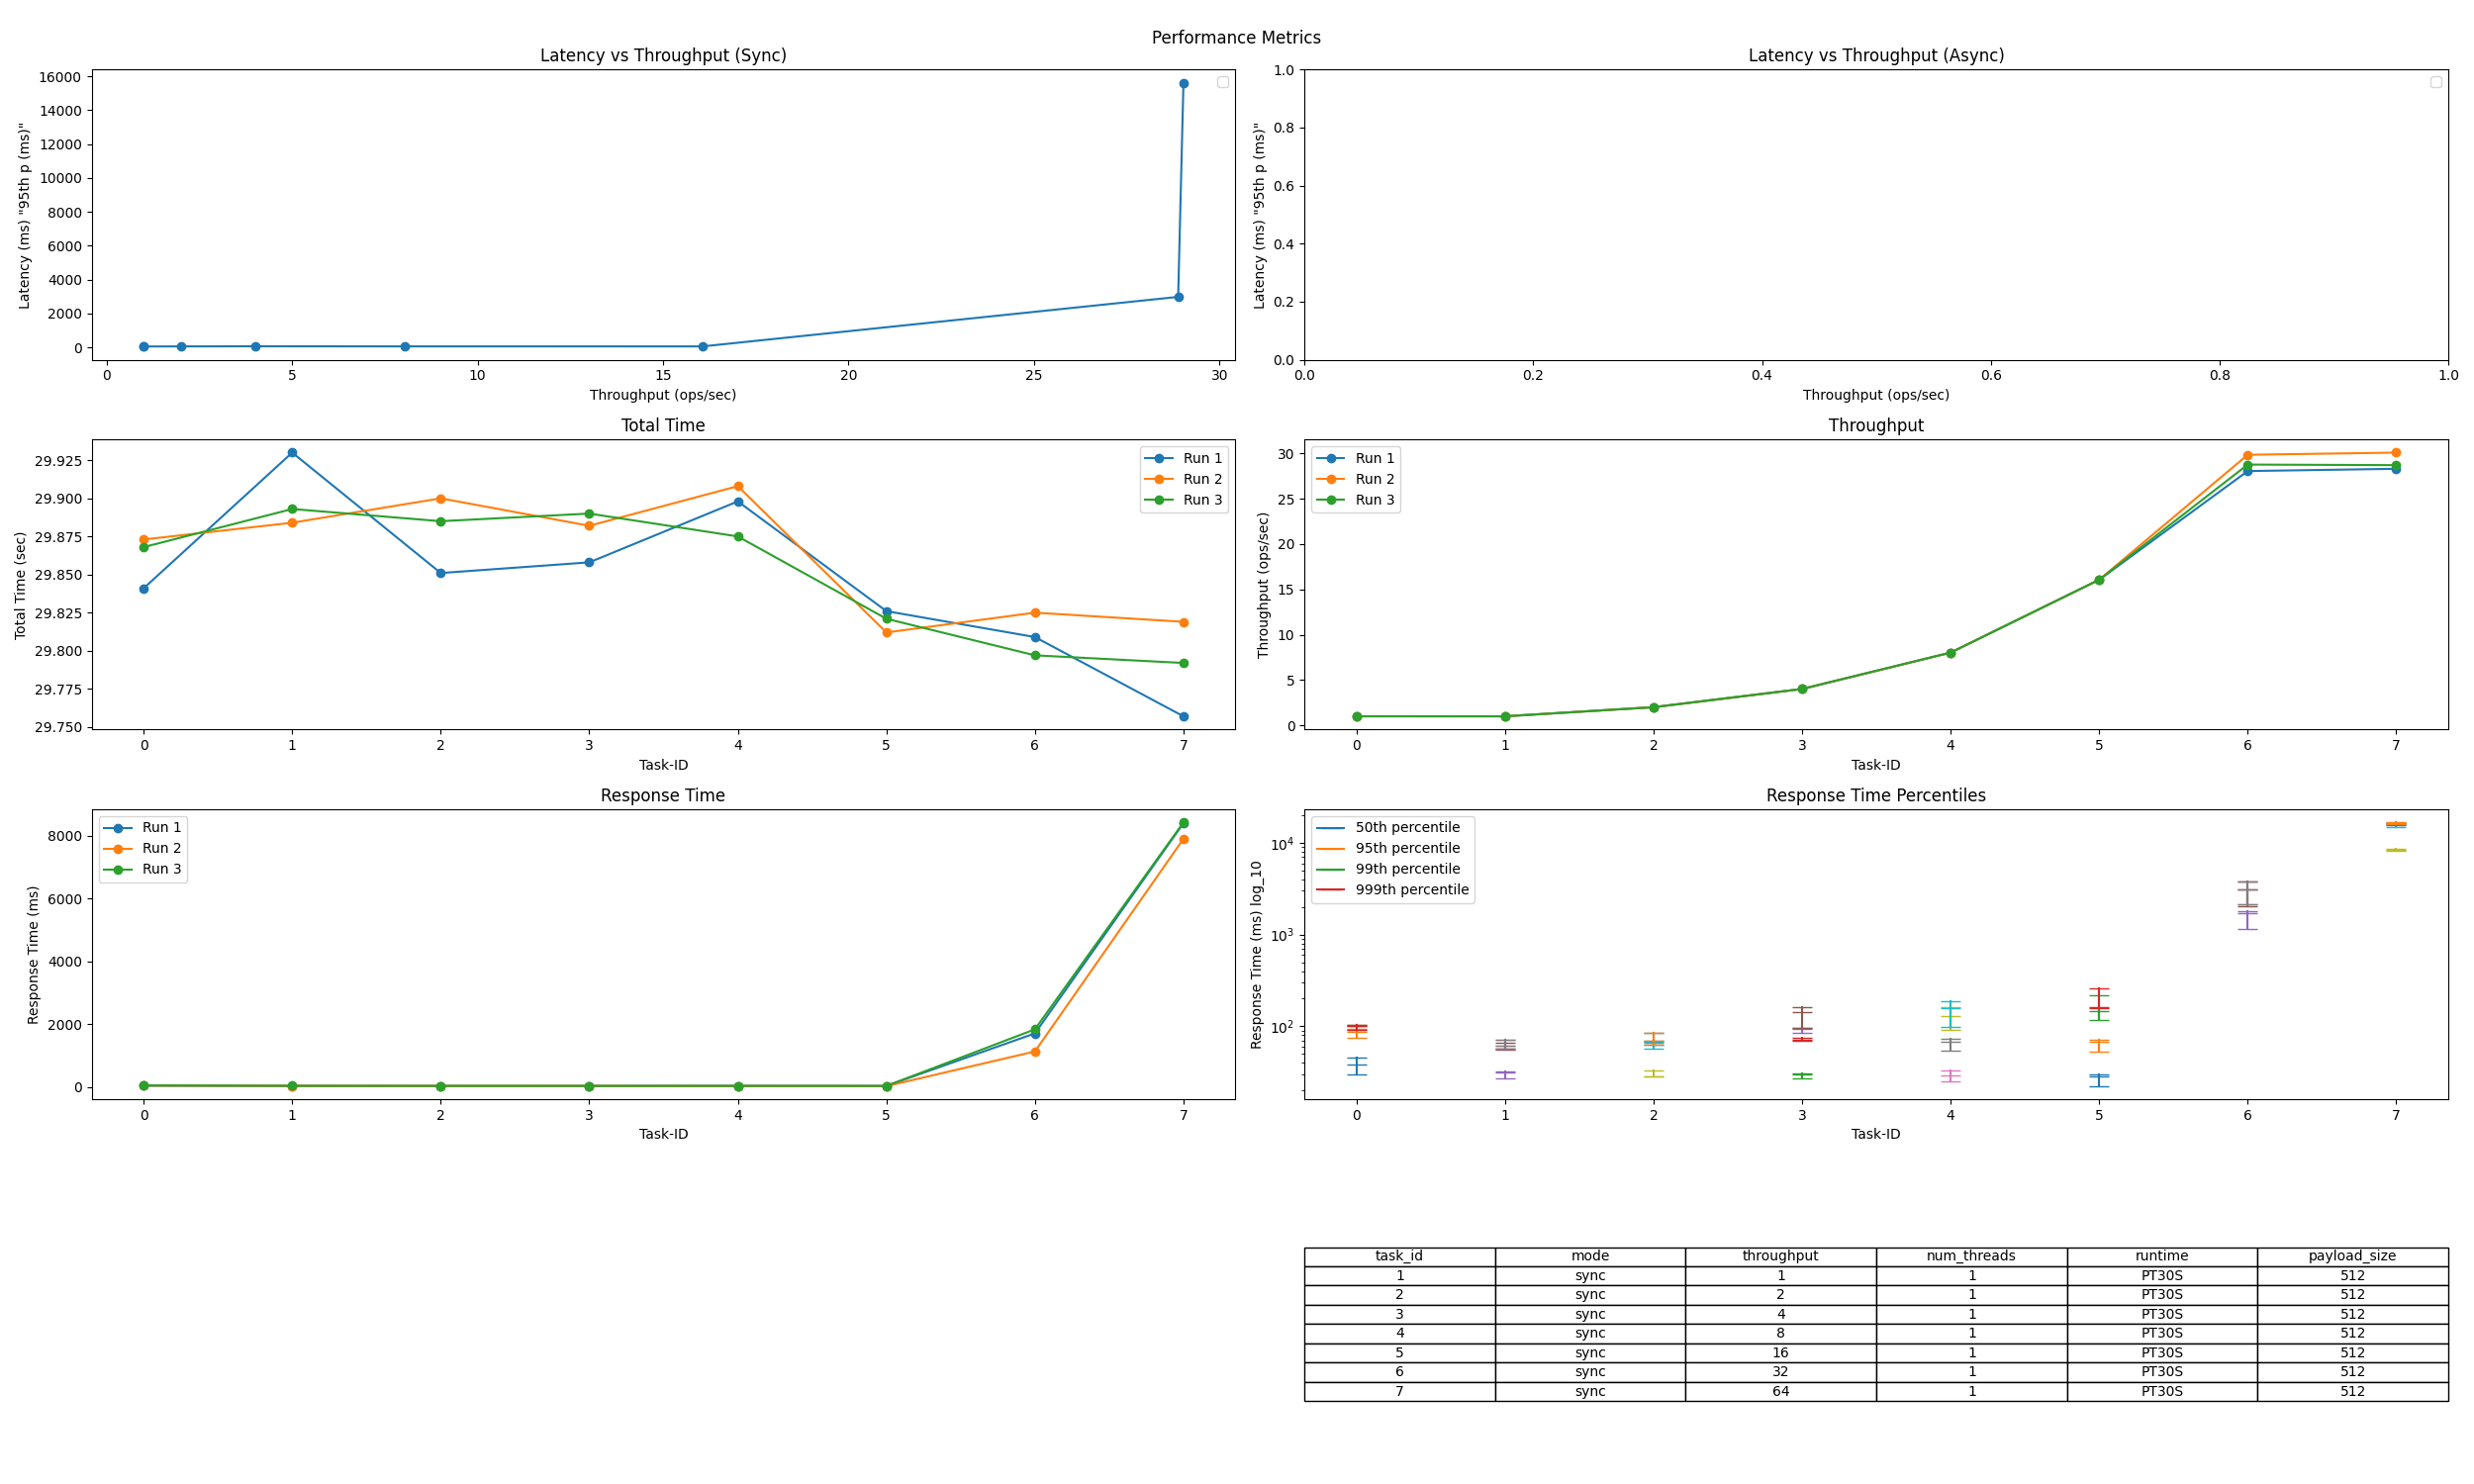 Performance Metrics
Latency vs Throughput (Sync)
Latency (ms) "95th p (ms)"
16000
14000
12000
10000
8000
6000
4000
2000
0
0 5 10 15 20 25 30
Throughput (ops/sec)
Latency vs Throughput (Async)
Latency (ms) "95th p (ms)"
1.0
0.8
0.6
0.4
0.2
0.0
0.0 0.2 0.4 0.6 0.8 1.0
Throughput (ops/sec)
Total Time
Total Time (sec)
29.925
29.900
29.875
29.850
29.825
29.800
29.775
29.750
Run 1
Run 2
Run 3
0 1 2 3 4 5 6 7
Task-ID
Throughput
Throughput (ops/sec)
30
25
20
15
10
5
0
Run 1
Run 2
Run 3
0 1 2 3 4 5 6 7
Task-ID
Response Time
Response Time (ms)
8000
6000
4000
2000
0
Run 1
Run 2
Run 3
0 1 2 3 4 5 6 7
Task-ID
Response Time Percentiles
Response Time (ms) log_10
10^4
10^3
10^2
50th percentile
95th percentile
99th percentile
999th percentile
0 1 2 3 4 5 6 7
Task-ID
task_id mode throughput num_threads runtime payload_size
1 sync 1 1 PT30S 512
2 sync 2 1 PT30S 512
3 sync 4 1 PT30S 512
4 sync 8 1 PT30S 512
5 sync 16 1 PT30S 512
6 sync 32 1 PT30S 512
7 sync 64 1 PT30S 512